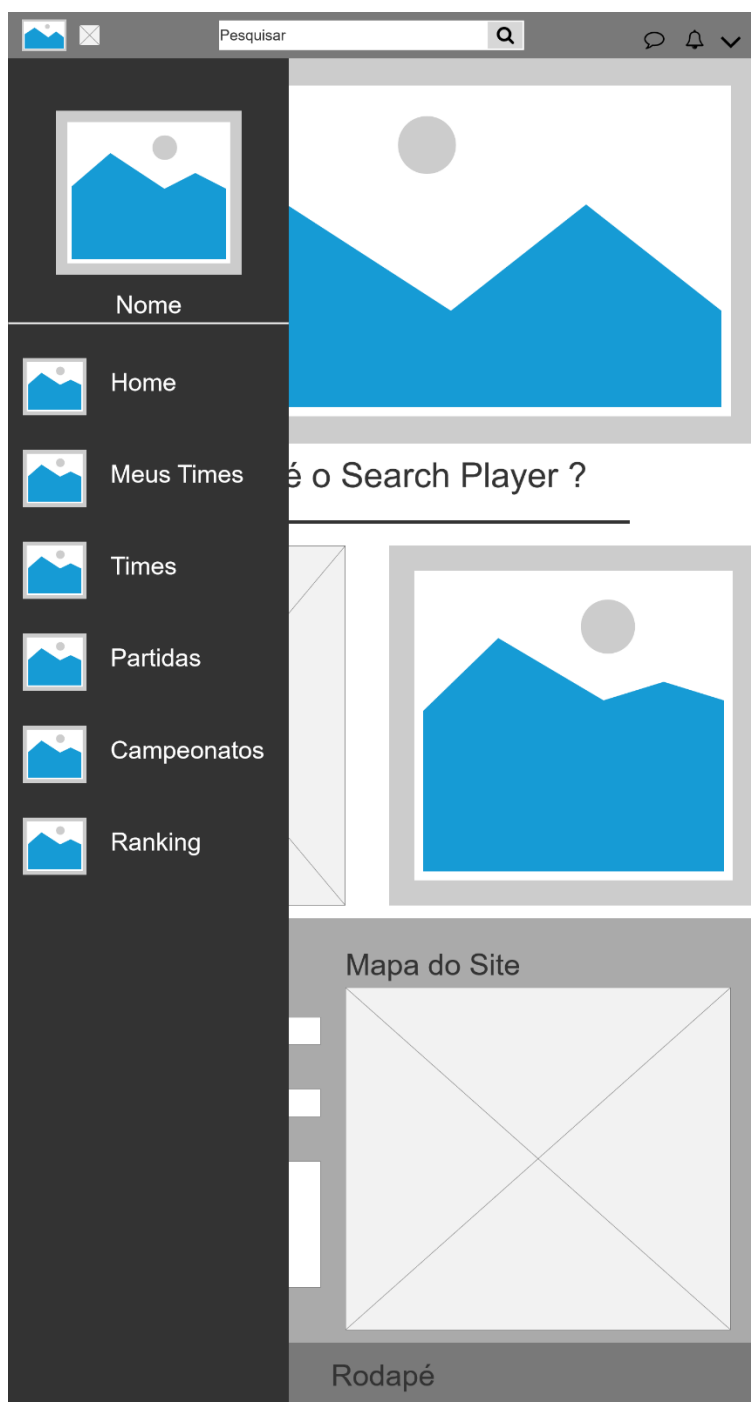 Pesquisar
Nome
Home
Meus Times
é o Search Player ?
Times
Partidas
Campeonatos
Ranking
Mapa do Site
Rodapé